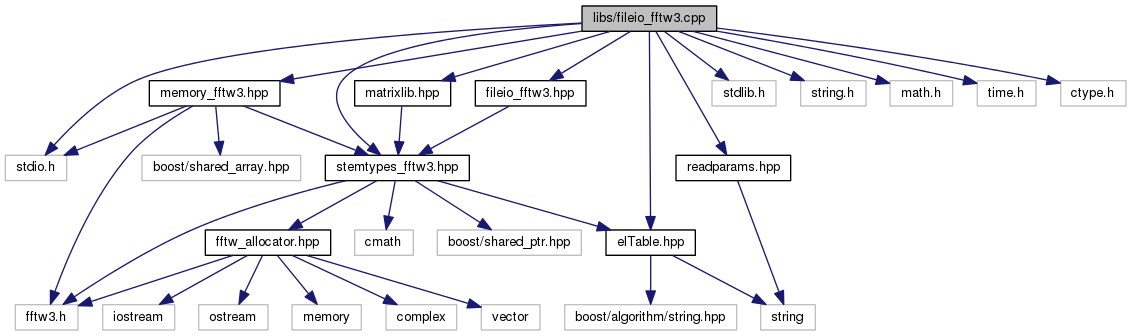 libs/fileio_fftw3.cpp
memory_fftw3.hpp
matrixlib.hpp
fileio_fftw3.hpp
stdlib.h
string.h
math.h
time.h
ctype.h
stdio.h
boost/shared_array.hpp
stemtypes_fftw3.hpp
readparams.hpp
fftw_allocator.hpp
cmath
boost/shared_ptr.hpp
elTable.hpp
fftw3.h
iostream
ostream
memory
complex
vector
boost/algorithm/string.hpp
string